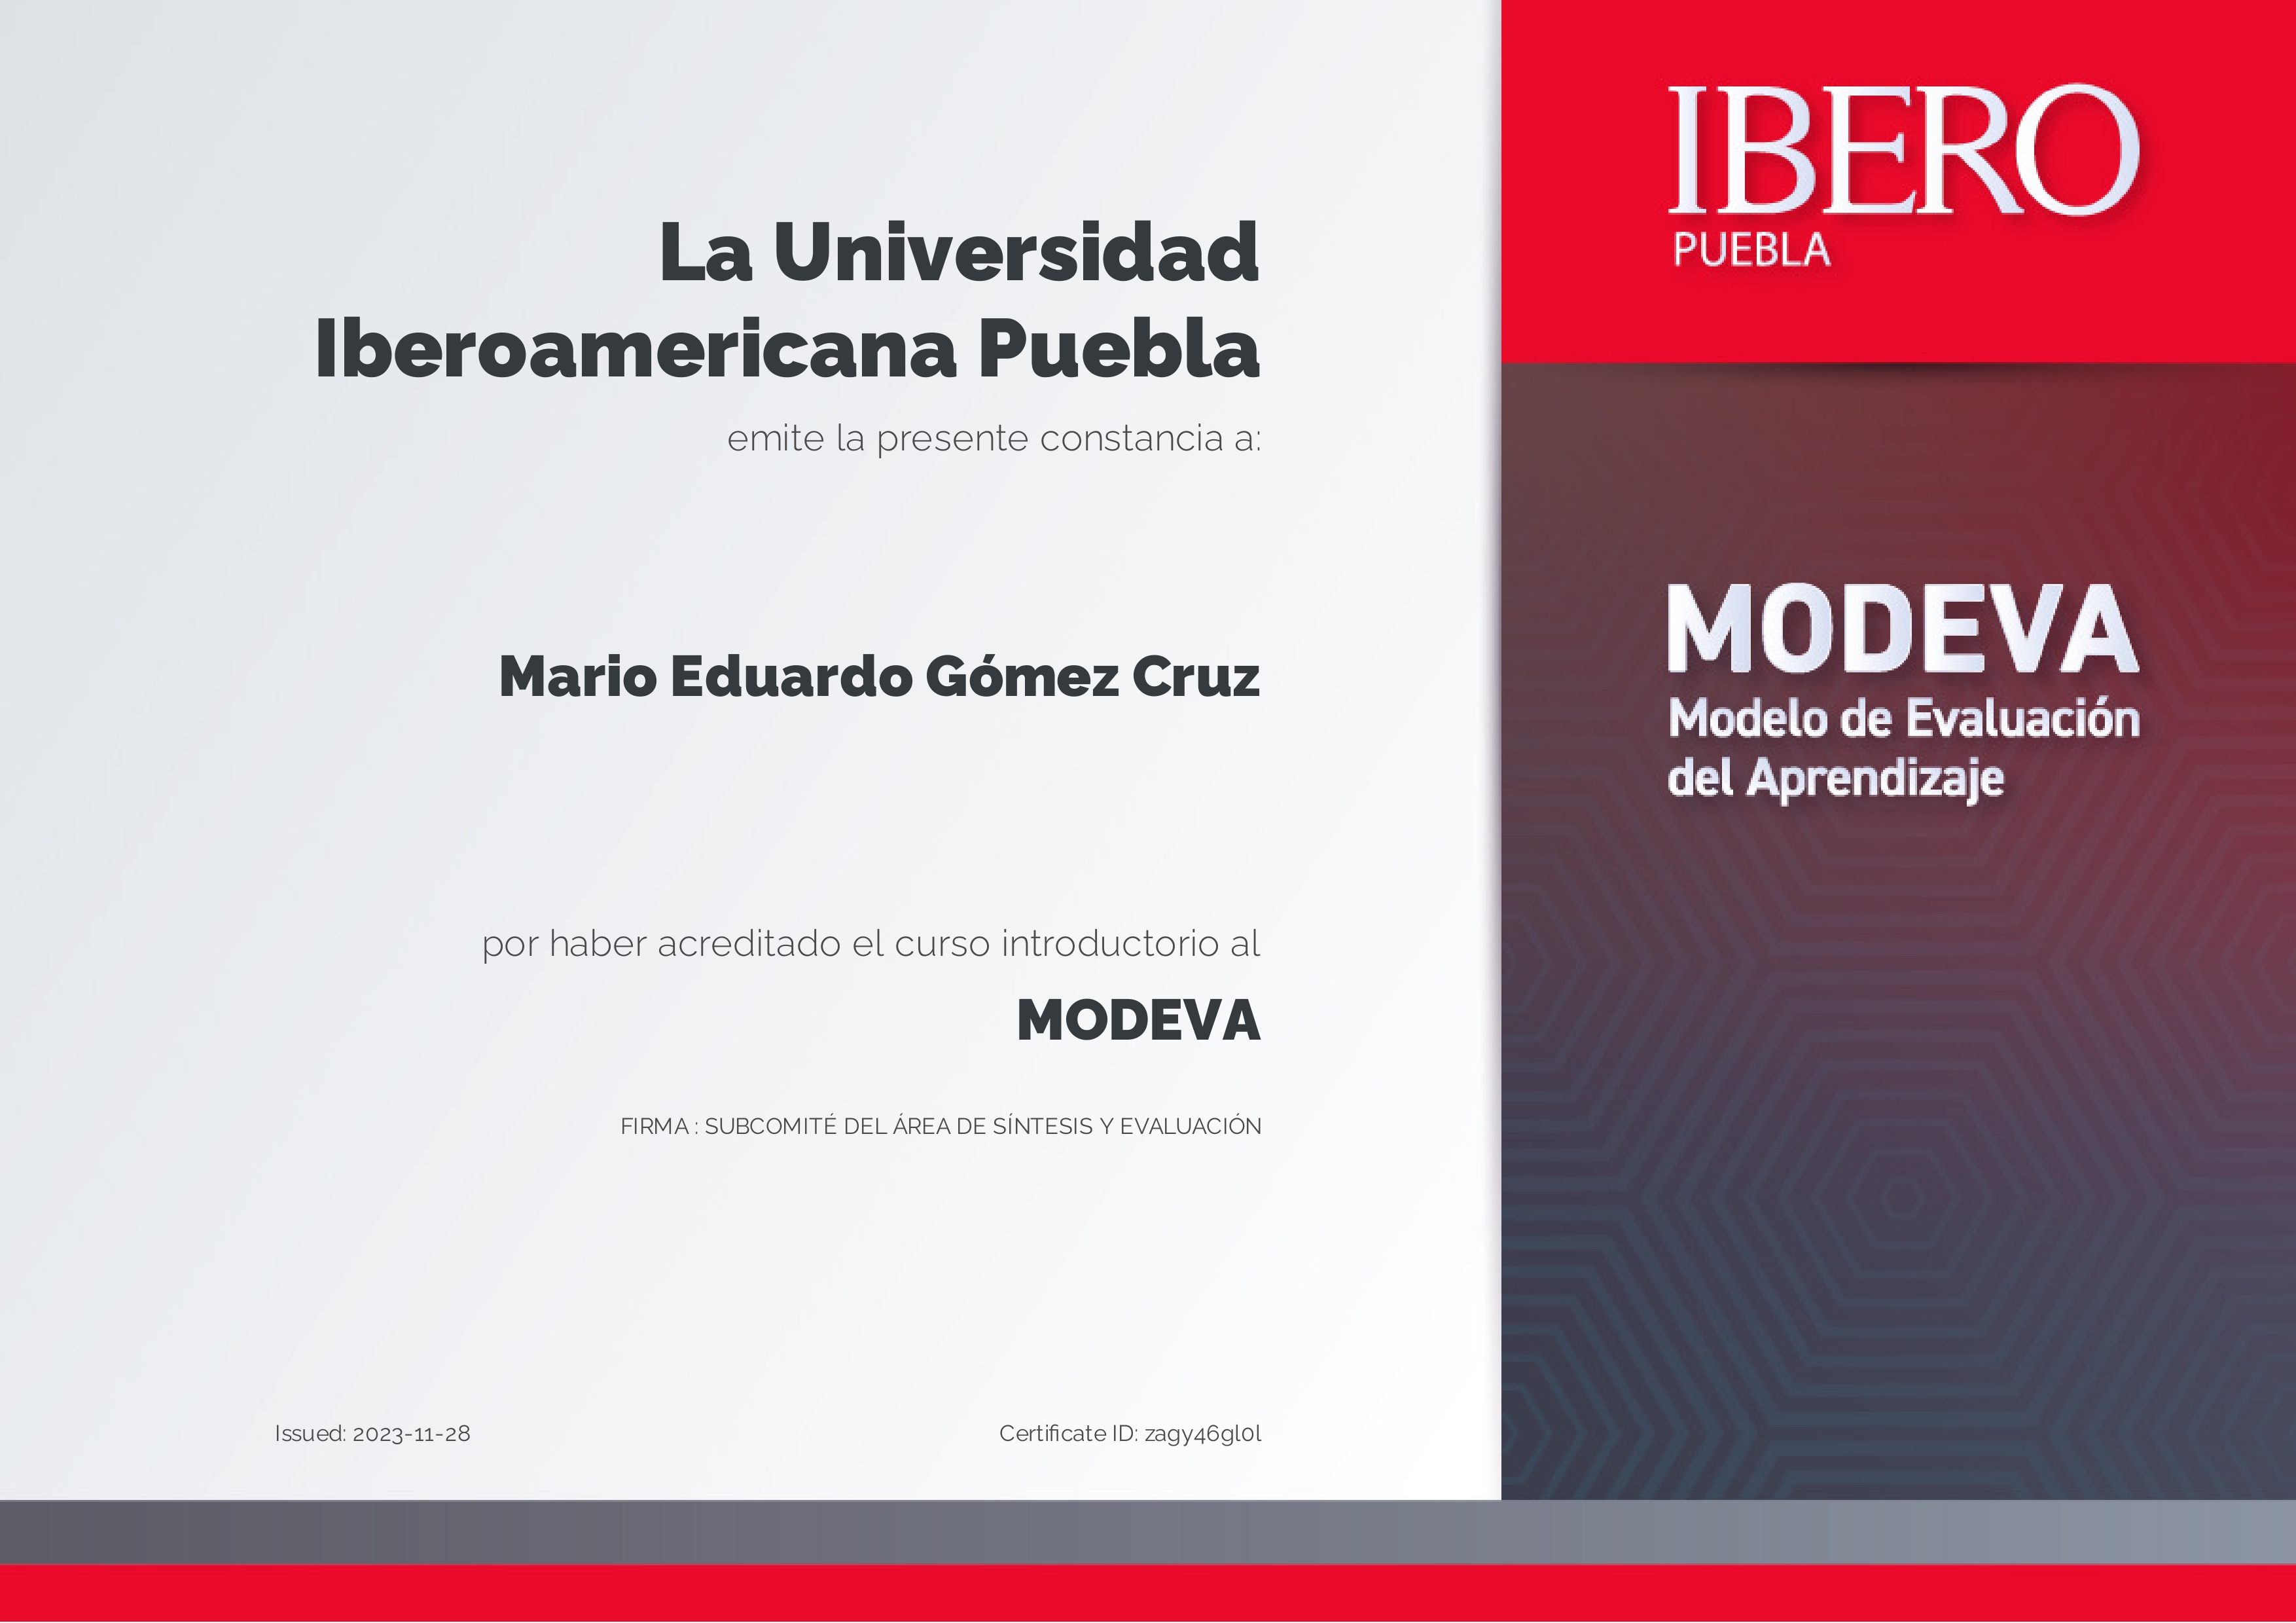 La Universidad
Iberoamericana Puebla
emite la presente constancia a:
Mario Eduardo Gómez Cruz
por haber acreditado el curso introductorio al
MODEVA
FIRMA : SUBCOMITÉ DEL ÁREA DE SÍNTESIS Y EVALUACIÓN
Issued: 2023-11-28
Certificate ID: zagy46gl0l
IBERO
PUEBLA
MODEVA
Modelo de Evaluación
del Aprendizaje